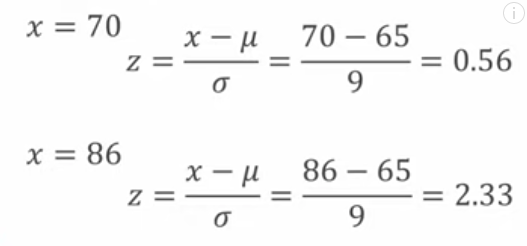 x = 70
z = (x − μ)/σ = (70 − 65)/9 = 0.56
x = 86
z = (x − μ)/σ = (86 − 65)/9 = 2.33